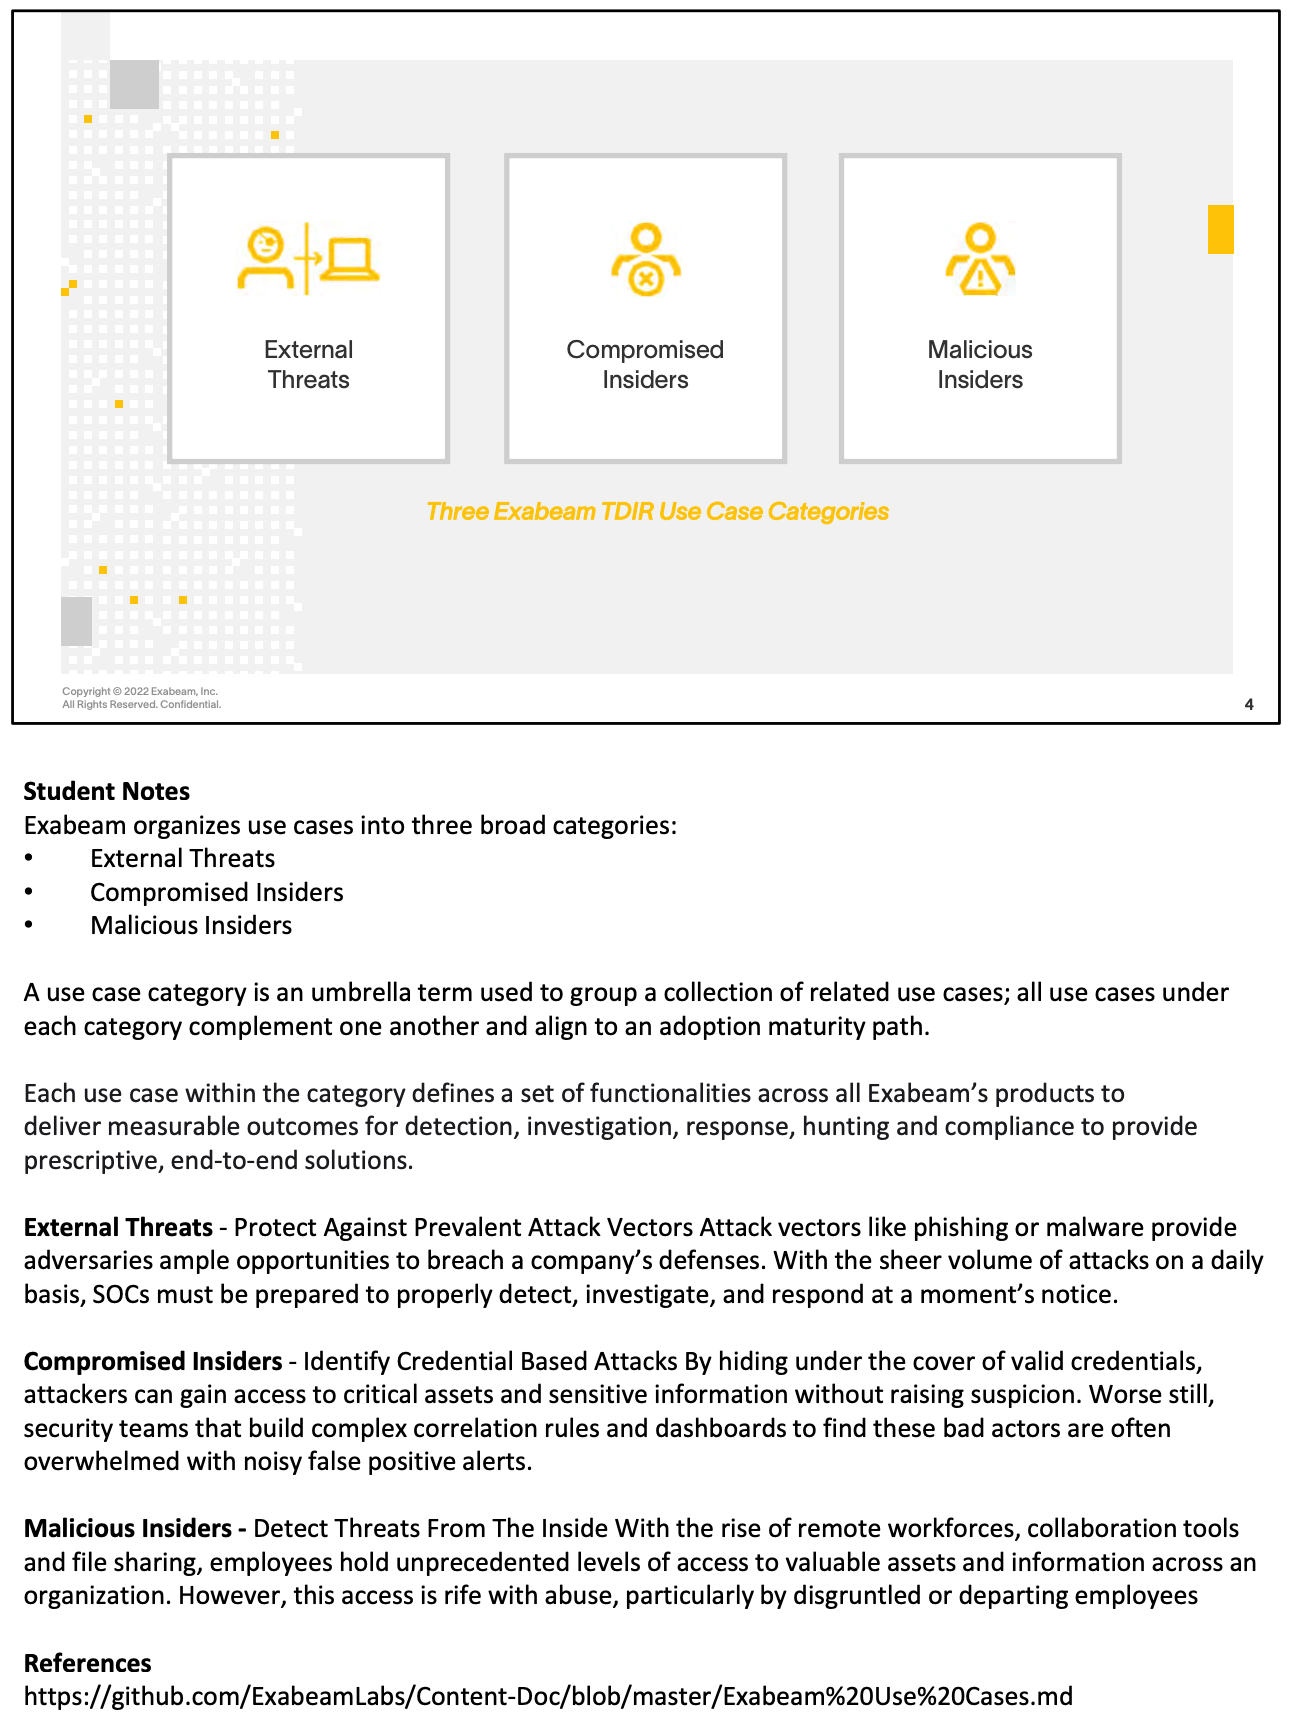 External
Threats
Compromised
Insiders
Malicious
Insiders
Three Exabeam TDIR Use Case Categories
Copyright © 2022 Exabeam, Inc.
All Rights Reserved. Confidential.
4
Student Notes
Exabeam organizes use cases into three broad categories:
• External Threats
• Compromised Insiders
• Malicious Insiders
A use case category is an umbrella term used to group a collection of related use cases; all use cases under
each category complement one another and align to an adoption maturity path.
Each use case within the category defines a set of functionalities across all Exabeam’s products to
deliver measurable outcomes for detection, investigation, response, hunting and compliance to provide
prescriptive, end-to-end solutions.
External Threats - Protect Against Prevalent Attack Vectors Attack vectors like phishing or malware provide
adversaries ample opportunities to breach a company’s defenses. With the sheer volume of attacks on a daily
basis, SOCs must be prepared to properly detect, investigate, and respond at a moment’s notice.
Compromised Insiders - Identify Credential Based Attacks By hiding under the cover of valid credentials,
attackers can gain access to critical assets and sensitive information without raising suspicion. Worse still,
security teams that build complex correlation rules and dashboards to find these bad actors are often
overwhelmed with noisy false positive alerts.
Malicious Insiders - Detect Threats From The Inside With the rise of remote workforces, collaboration tools
and file sharing, employees hold unprecedented levels of access to valuable assets and information across an
organization. However, this access is rife with abuse, particularly by disgruntled or departing employees
References
https://github.com/ExabeamLabs/Content-Doc/blob/master/Exabeam%20Use%20Cases.md